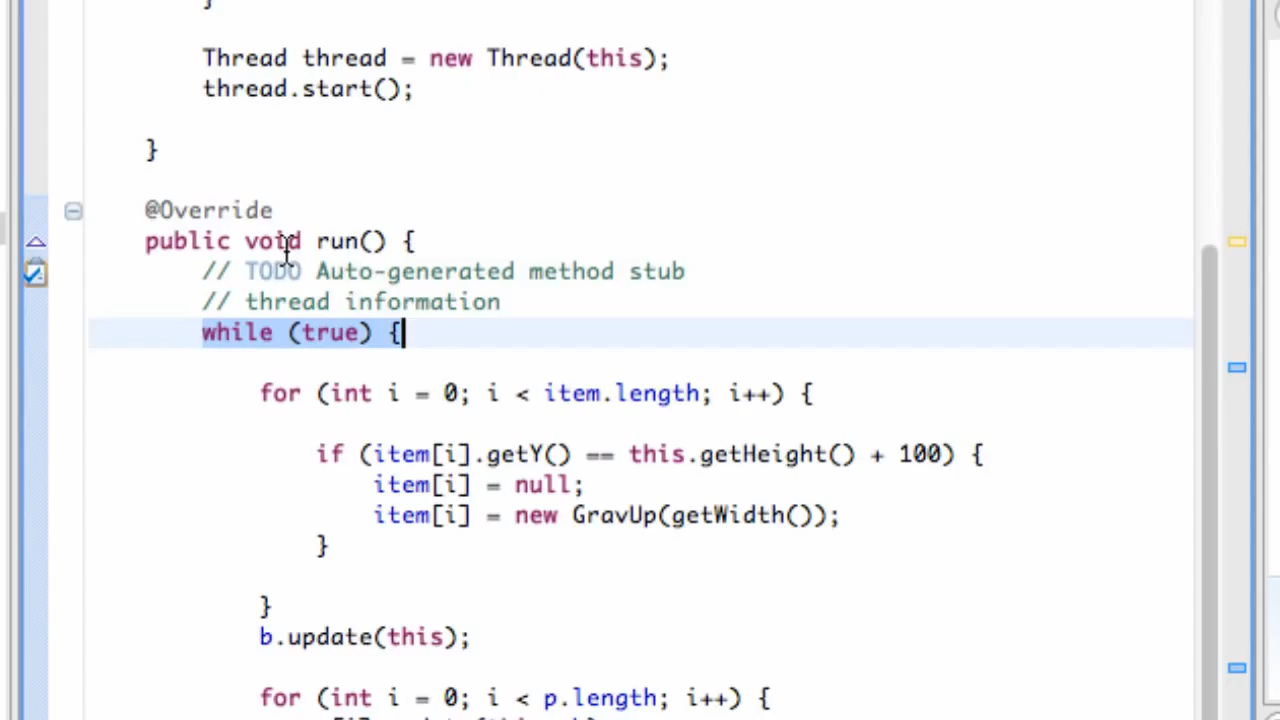 }
Thread thread = new Thread(this);
thread.start();
}
@Override
public void run() {
// TODO Auto-generated method stub
// thread information
while (true) {
for (int i = 0; i < item.length; i++) {
if (item[i].getY() == this.getHeight() + 100) {
item[i] = null;
item[i] = new GravUp(getWidth());
}
}
b.update(this);
for (int i = 0; i < p.length; i++) {